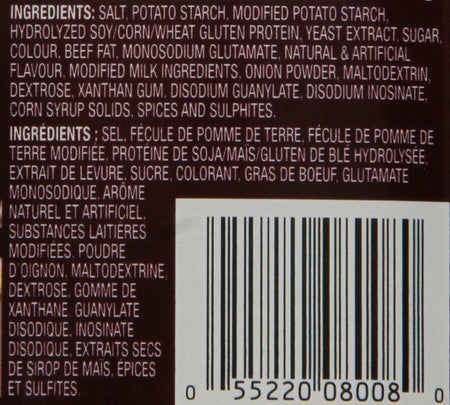 INGREDIENTS: SALT, POTATO STARCH, MODIFIED POTATO STARCH,
HYDROLYZED SOY/CORN/WHEAT GLUTEN PROTEIN, YEAST EXTRACT, SUGAR,
COLOUR, BEEF FAT, MONOSODIUM GLUTAMATE, NATURAL & ARTIFICIAL
FLAVOUR, MODIFIED MILK INGREDIENTS, ONION POWDER, MALTODEXTRIN,
DEXTROSE, XANTHAN GUM, DISODIUM GUANYLATE, DISODIUM INOSINATE,
CORN SYRUP SOLIDS, SPICES AND SULPHITES.
INGRÉDIENTS : SEL, FÉCULE DE POMME DE TERRE, FÉCULE DE POMME DE
TERRE MODIFIÉE, PROTEINE DE SOJA/MAÏS/GLUTEN DE BLÉ HYDROLYSÉE,
EXTRAIT DE LEVURE, SUCRE, COLORANT, GRAS DE BOEUF, GLUTAMATE
MONOSODIQUE, ARÔME
NATUREL ET ARTIFICIEL,
SUBSTANCES LAITIÈRES
MODIFIÉES, POUDRE
D'OIGNON, MALTODEXTRINE,
DEXTROSE, GOMME DE
XANTHANE, GUANYLATE
DISODIQUE, INOSINATE
DISODIQUE, EXTRAITS SECS
DE SIROP DE MAÏS, ÉPICES
ET SULFITES.
0 55220 08008 0